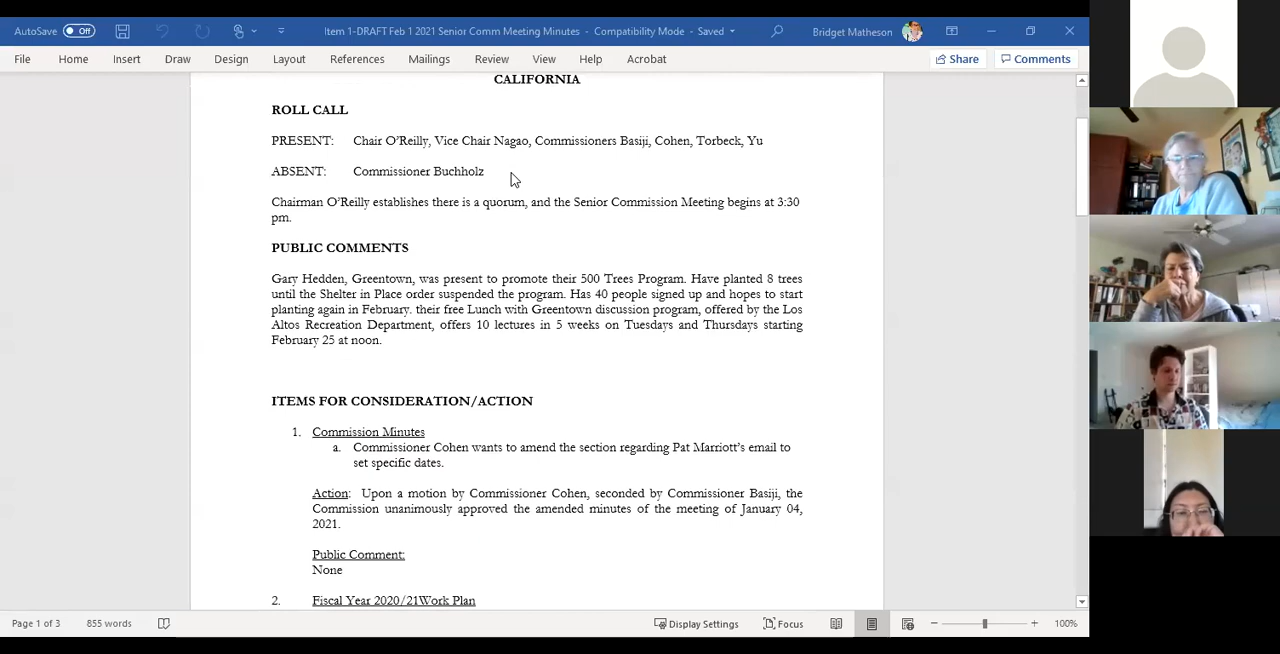 AutoSave Off Item 1-DRAFT Feb 1 2021 Senior Comm Meeting Minutes - Compatibility Mode - Saved Bridget Matheson
File Home Insert Draw Design Layout References Mailings Review View Help Acrobat Share Comments
CALIFORNIA
ROLL CALL
PRESENT: Chair O'Reilly, Vice Chair Nagao, Commissioners Basiji, Cohen, Torbeck, Yu
ABSENT: Commissioner Buchholz
Chairman O'Reilly establishes there is a quorum, and the Senior Commission Meeting begins at 3:30
pm.
PUBLIC COMMENTS
Gary Hedden, Greentown, was present to promote their 500 Trees Program. Have planted 8 trees
until the Shelter in Place order suspended the program. Has 40 people signed up and hopes to start
planting again in February. their free Lunch with Greentown discussion program, offered by the Los
Altos Recreation Department, offers 10 lectures in 5 weeks on Tuesdays and Thursdays starting
February 25 at noon.
ITEMS FOR CONSIDERATION/ACTION
1. Commission Minutes
a. Commissioner Cohen wants to amend the section regarding Pat Marriott's email to
set specific dates.
Action: Upon a motion by Commissioner Cohen, seconded by Commissioner Basiji, the
Commission unanimously approved the amended minutes of the meeting of January 04,
2021.
Public Comment:
None
2. Fiscal Year 2020/21Work Plan
Page 1 of 3 855 words Display Settings Focus 100%